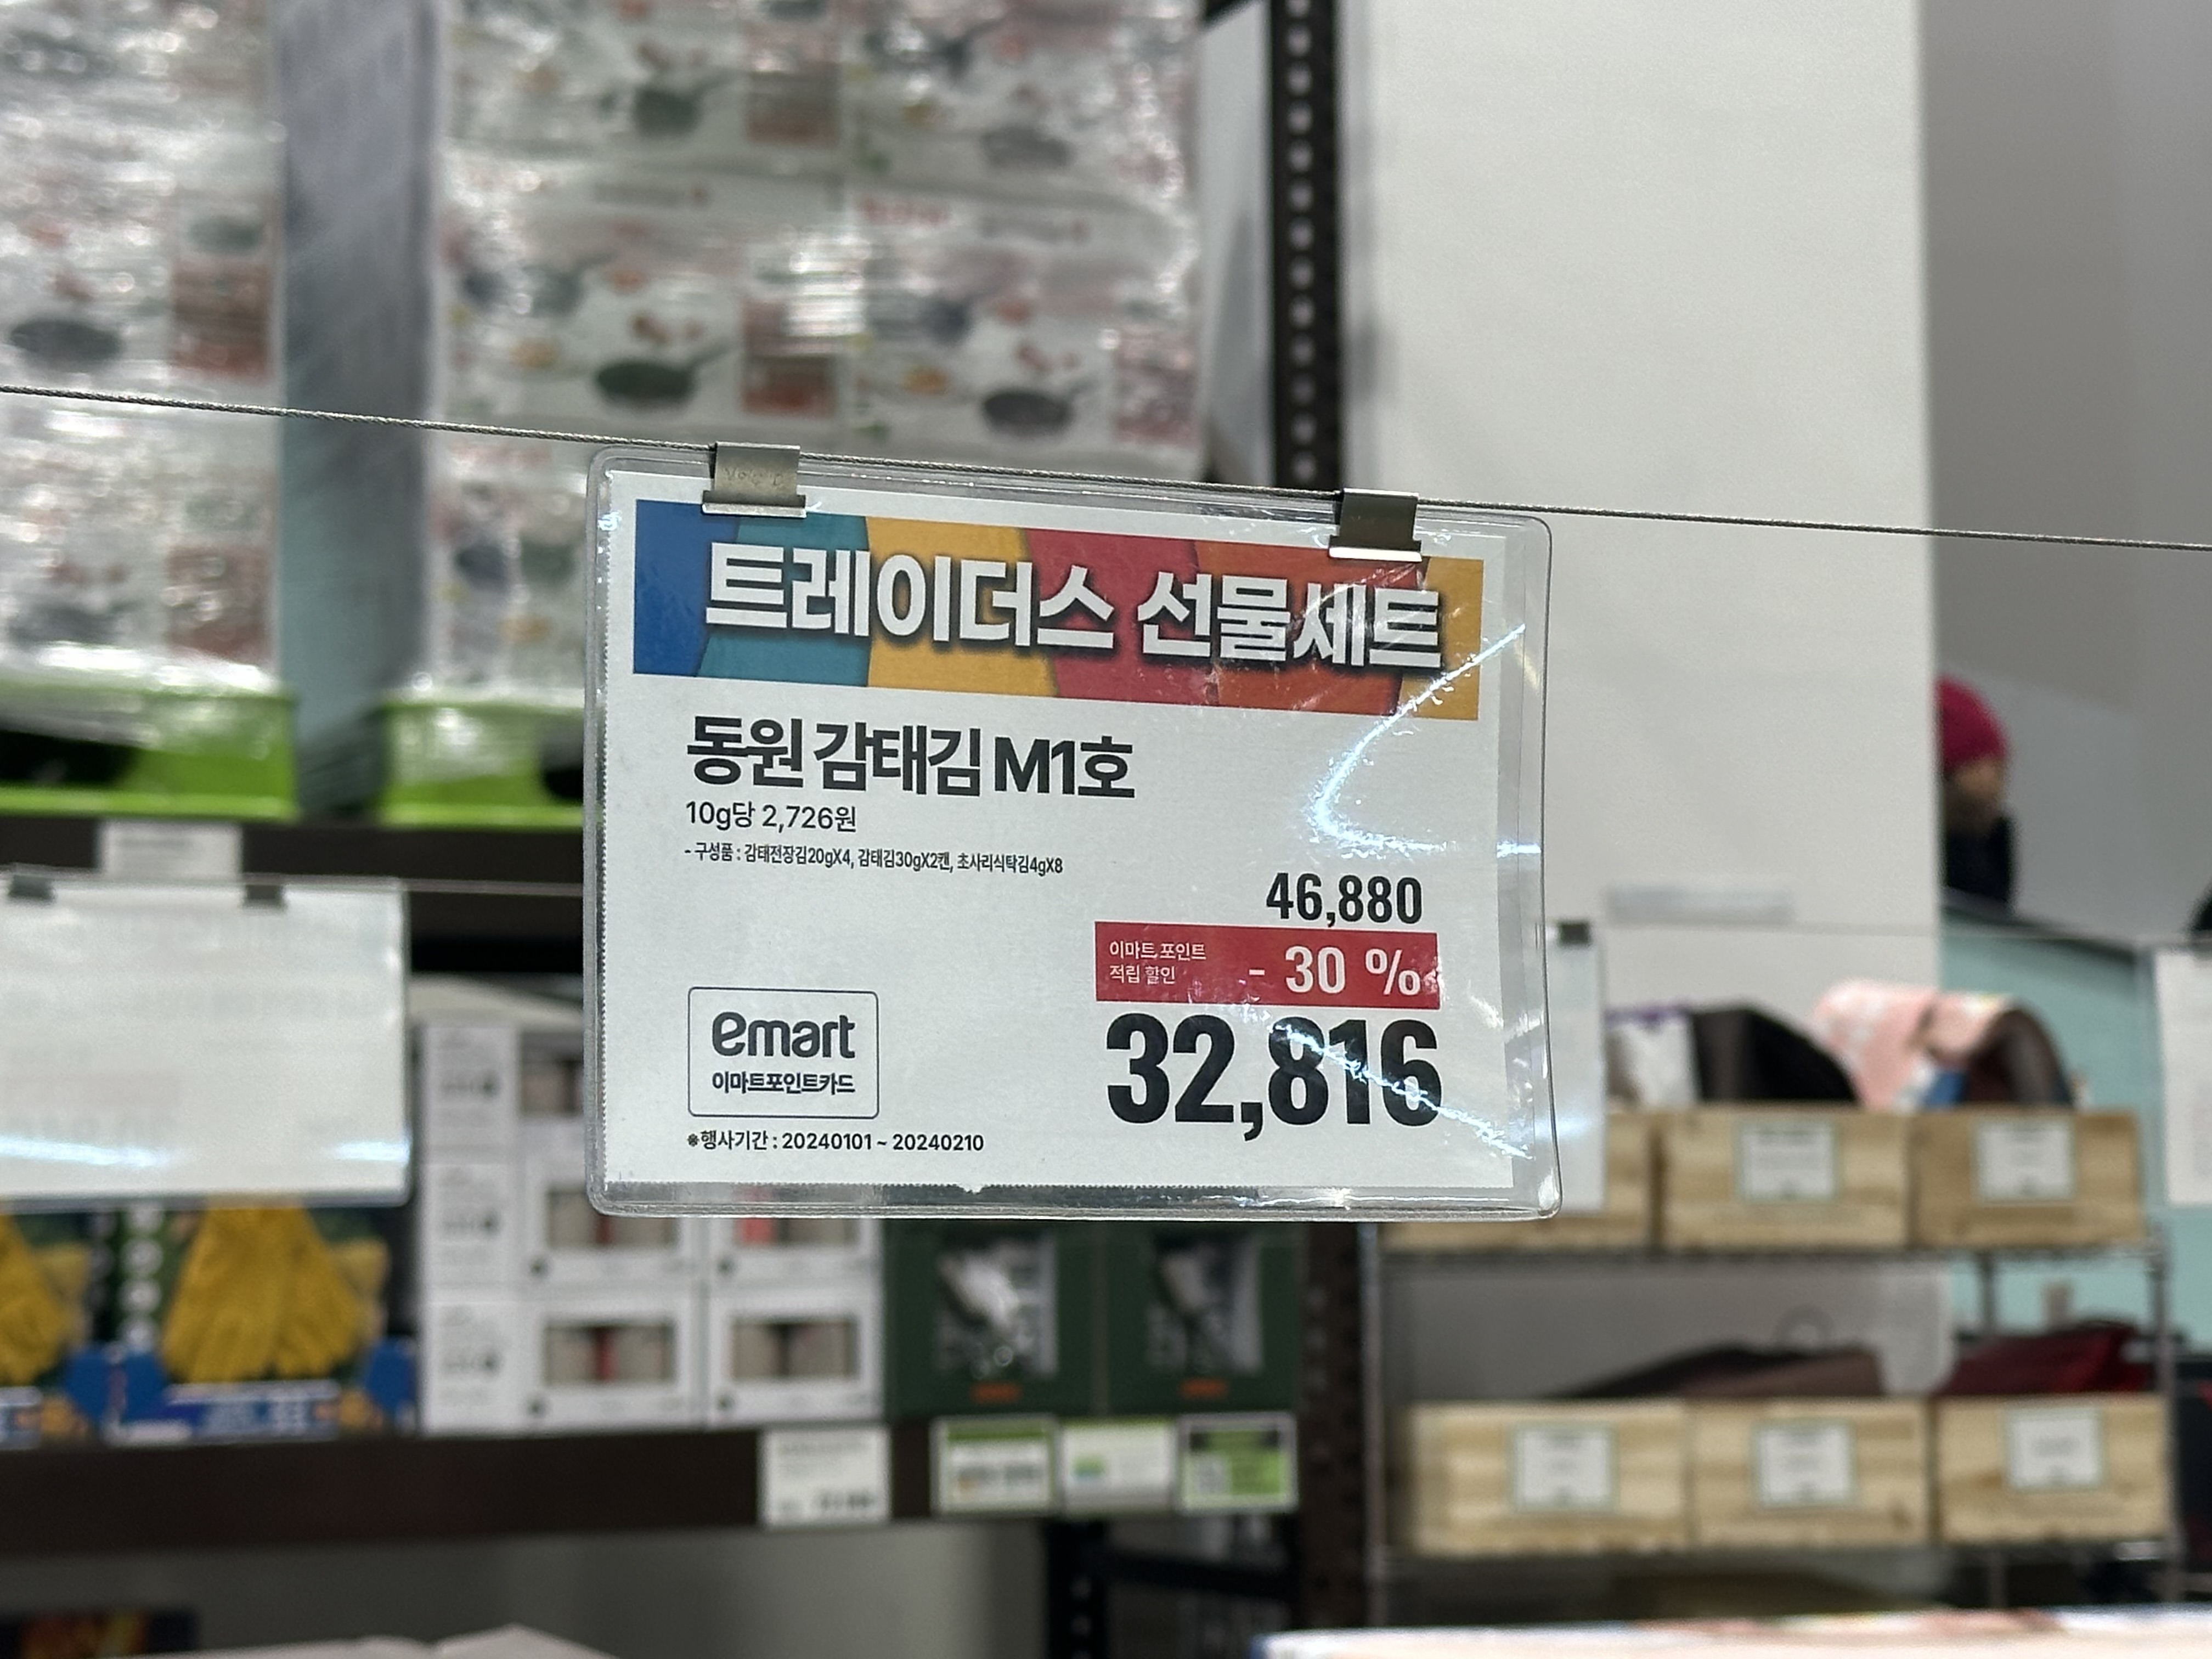 트레이더스 선물세트
동원 감태김 M1호
10g당 2,726원
- 구성품 : 감태전장김20gX4, 감태김30gX2캔, 초사리식탁김4gX8
46,880
이마트 포인트
적립 할인
- 30 %
32,816
emart
이마트포인트카드
※행사기간 : 20240101 ~ 20240210